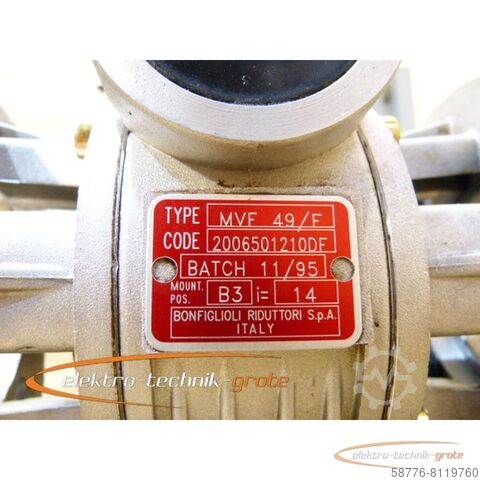 TYPE MVF 49/F
CODE 2006501210DF
BATCH 11/95
MOUNT. POS. B3 i= 14
BONFIGLIOLI RIDUTTORI S.p.A.
ITALY
elektro technik-grote
elektro-technik-grote
58776-8119760